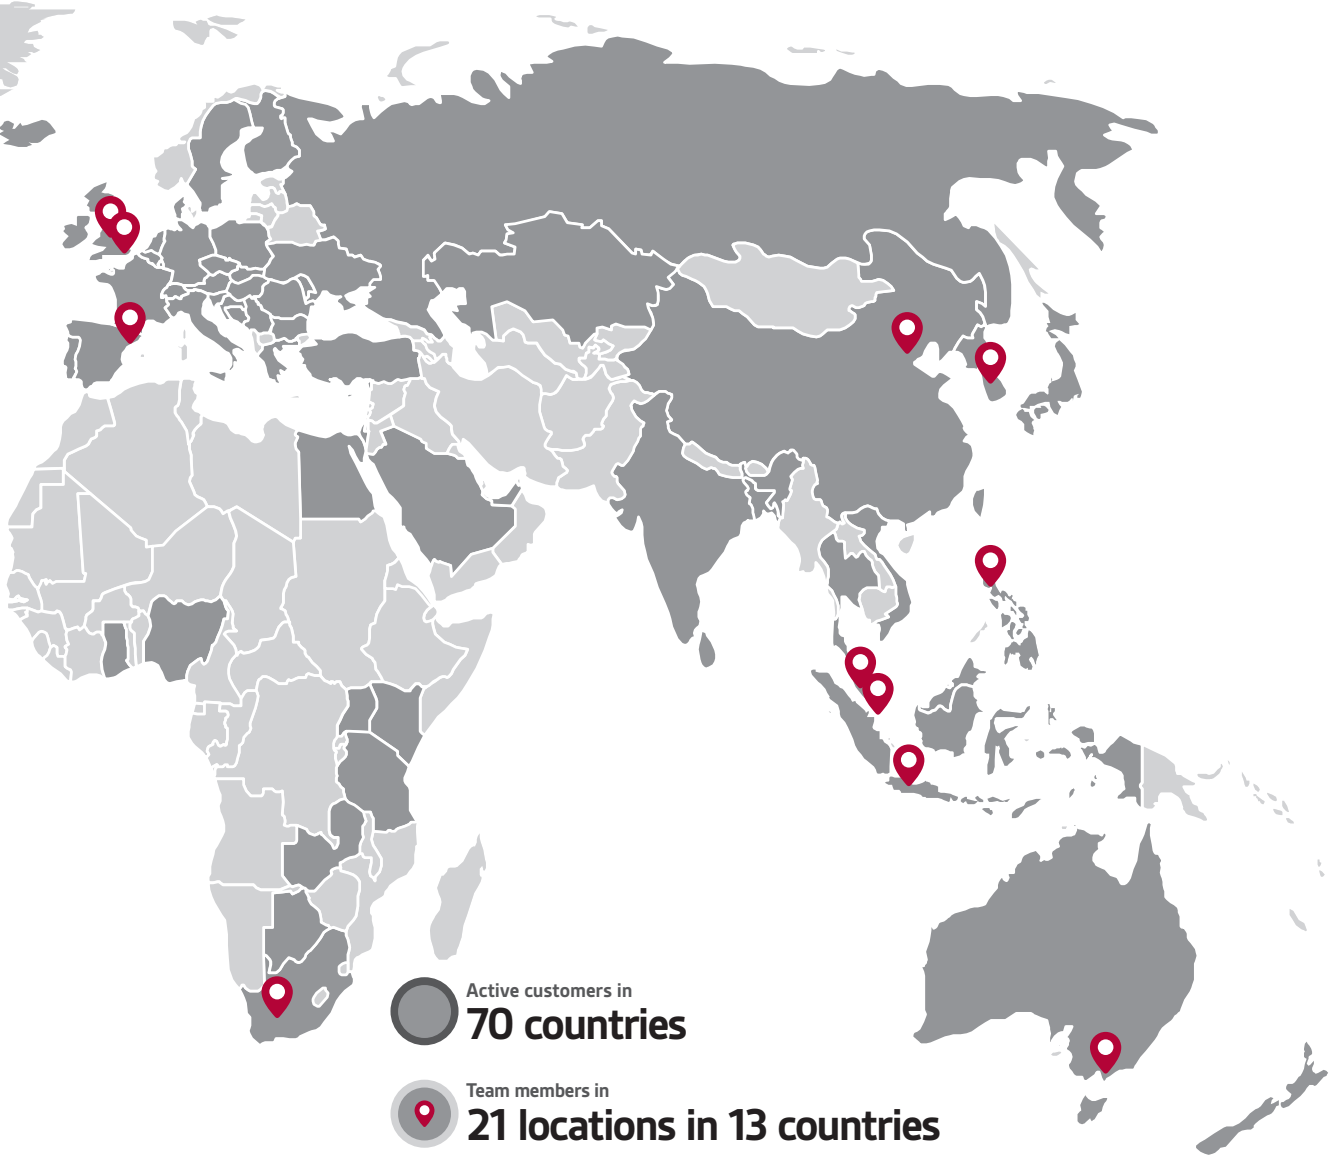 Active customers in
70 countries
Team members in
21 locations in 13 countries